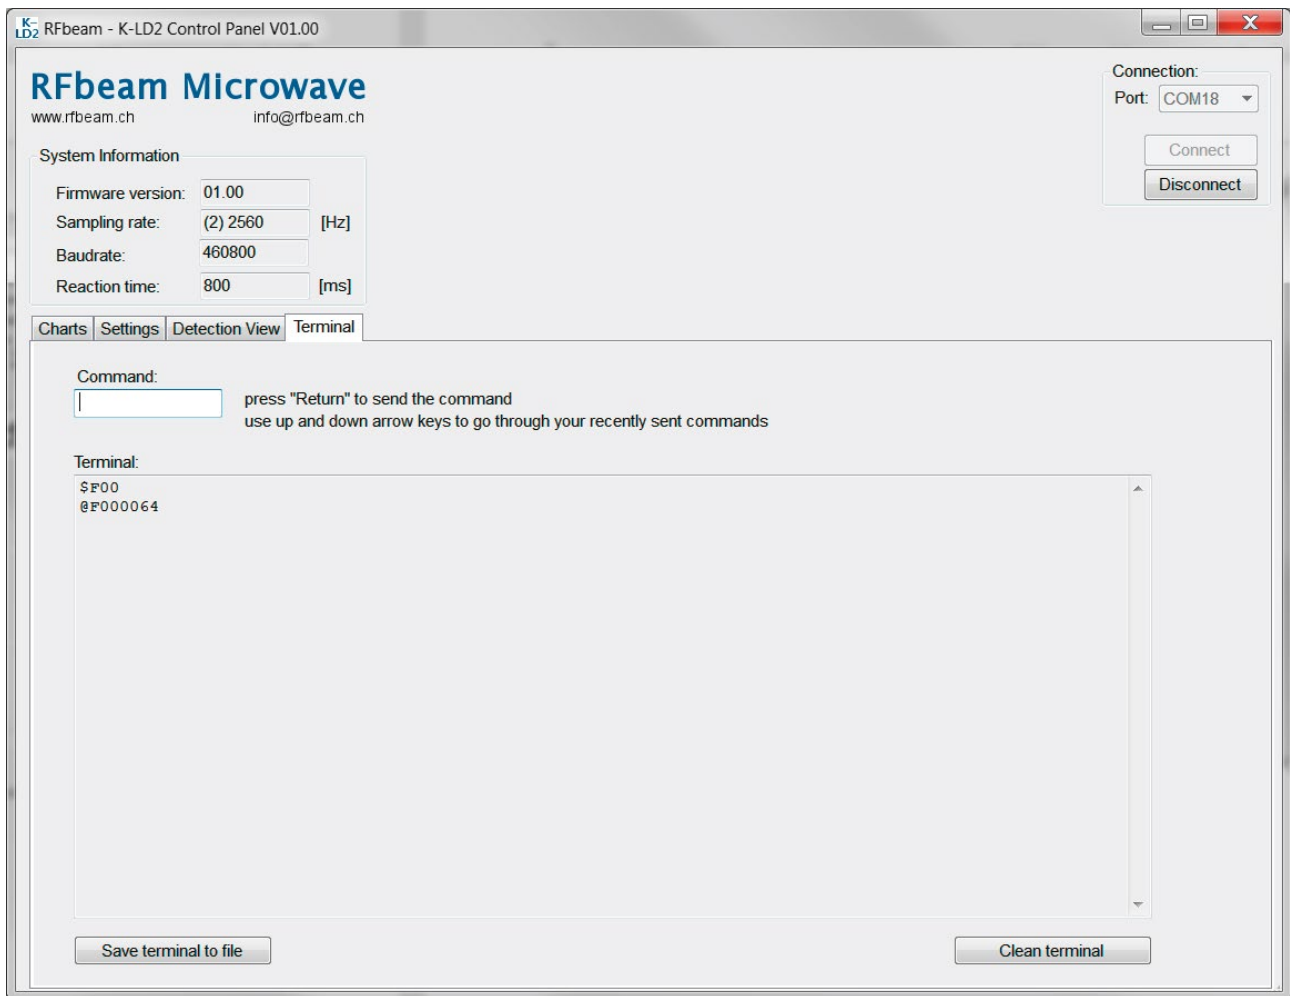 K-LD2 RFbeam - K-LD2 Control Panel V01.00
X
RFbeam Microwave
www.rfbeam.ch info@rfbeam.ch
Connection:
Port: COM18
Connect
Disconnect
System Information
Firmware version: 01.00
Sampling rate: (2) 2560 [Hz]
Baudrate: 460800
Reaction time: 800 [ms]
Charts Settings Detection View Terminal
Command:
press "Return" to send the command
use up and down arrow keys to go through your recently sent commands
Terminal:
$F00
@F000064
Save terminal to file Clean terminal